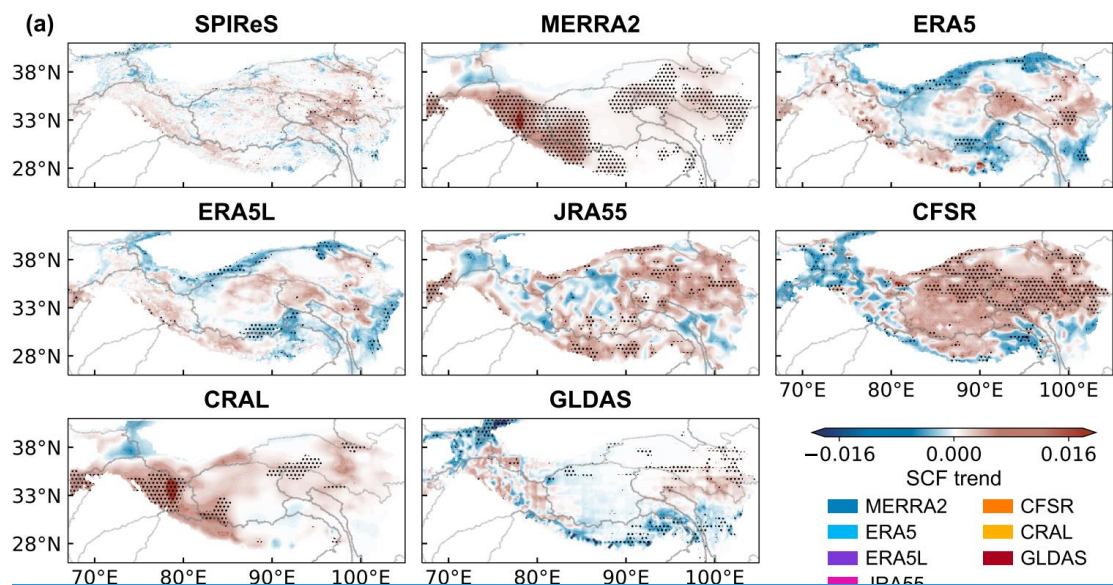 (a)
SPIReS MERRA2 ERA5
38°N
33°N
28°N
ERA5L JRA55 CFSR
38°N
33°N
28°N
70°E 80°E 90°E 100°E
CRAL GLDAS
38°N
33°N
28°N
−0.016 0.000 0.016
SCF trend
MERRA2 CFSR
ERA5 CRAL
ERA5L GLDAS
JRA55
70°E 80°E 90°E 100°E 70°E 80°E 90°E 100°E